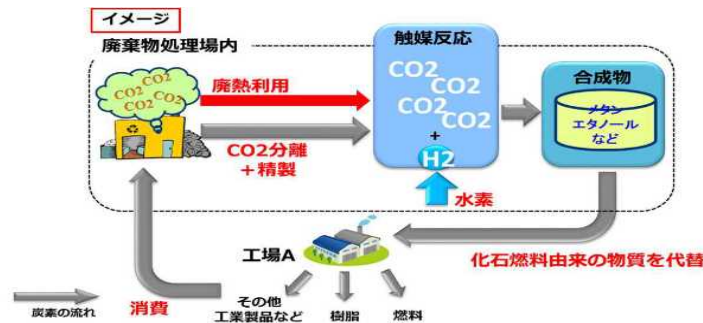 イメージ
廃棄物処理場内
触媒反応
CO2
CO2
CO2
CO2
廃熱利用
CO2
CO2
CO2
CO2
合成物
メタン
エタノール
など
CO2分離
+精製
+
H2
水素
工場A
化石燃料由来の物質を代替
炭素の流れ
消費
その他
工業製品など
樹脂
燃料